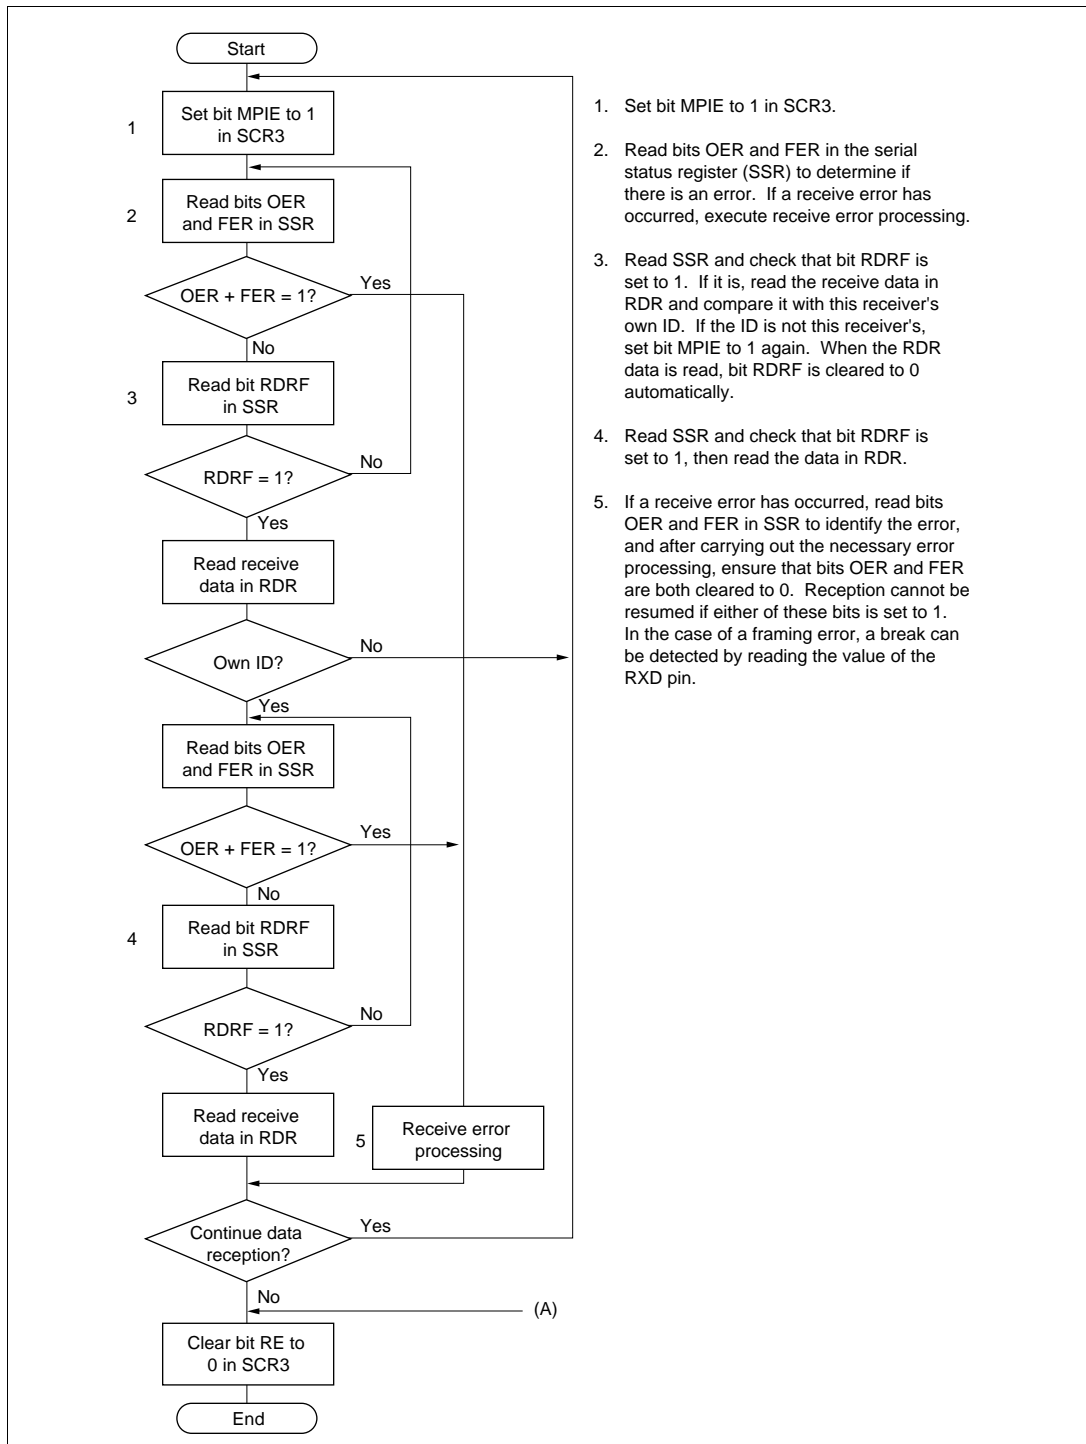 Start
1
Set bit MPIE to 1
in SCR3
2
Read bits OER
and FER in SSR
OER + FER = 1?
Yes
No
3
Read bit RDRF
in SSR
RDRF = 1?
No
Yes
Read receive
data in RDR
Own ID?
No
Yes
Read bits OER
and FER in SSR
OER + FER = 1?
Yes
No
4
Read bit RDRF
in SSR
RDRF = 1?
No
Yes
Read receive
data in RDR
5
Receive error
processing
Continue data
reception?
Yes
No
(A)
Clear bit RE to
0 in SCR3
End
1. Set bit MPIE to 1 in SCR3.
2. Read bits OER and FER in the serial
status register (SSR) to determine if
there is an error. If a receive error has
occurred, execute receive error processing.
3. Read SSR and check that bit RDRF is
set to 1. If it is, read the receive data in
RDR and compare it with this receiver's
own ID. If the ID is not this receiver's,
set bit MPIE to 1 again. When the RDR
data is read, bit RDRF is cleared to 0
automatically.
4. Read SSR and check that bit RDRF is
set to 1, then read the data in RDR.
5. If a receive error has occurred, read bits
OER and FER in SSR to identify the error,
and after carrying out the necessary error
processing, ensure that bits OER and FER
are both cleared to 0. Reception cannot be
resumed if either of these bits is set to 1.
In the case of a framing error, a break can
be detected by reading the value of the
RXD pin.